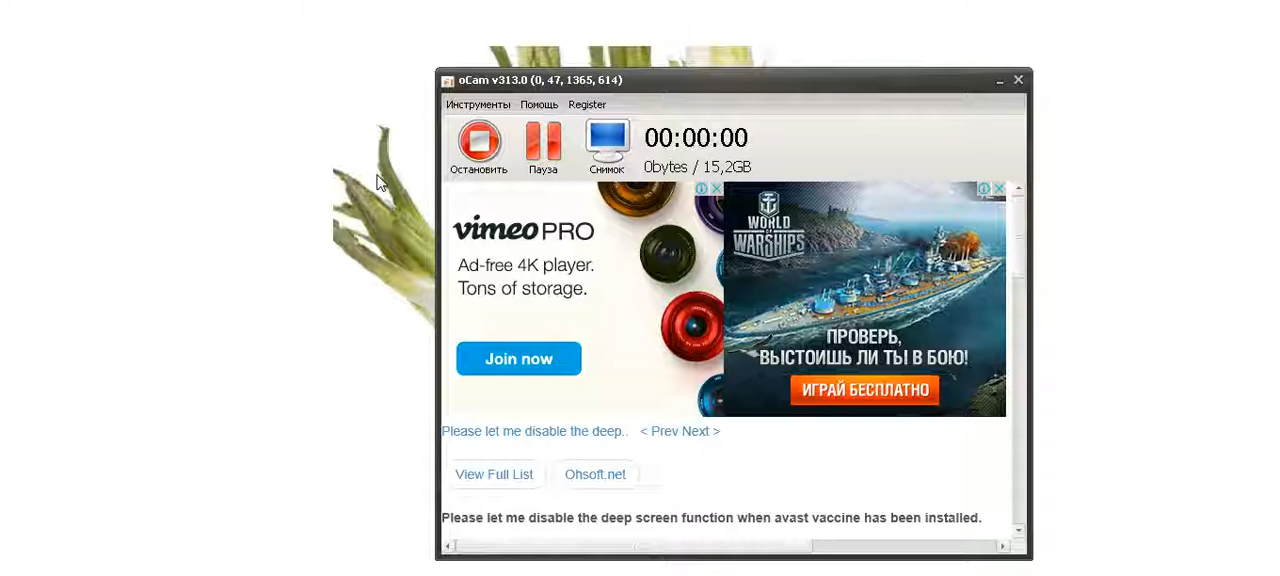 oCam v313.0 (0, 47, 1365, 614)
Инструменты Помощь Register
00:00:00
0bytes / 15,2GB
Остановить Пауза Снимок
vimeo PRO
Ad-free 4K player.
Tons of storage.
Join now
WORLD
OF
WARSHIPS
ПРОВЕРЬ,
ВЫСТОИШЬ ЛИ ТЫ В БОЮ!
ИГРАЙ БЕСПЛАТНО
Please let me disable the deep.. < Prev Next >
View Full List Ohsoft.net
Please let me disable the deep screen function when avast vaccine has been installed.